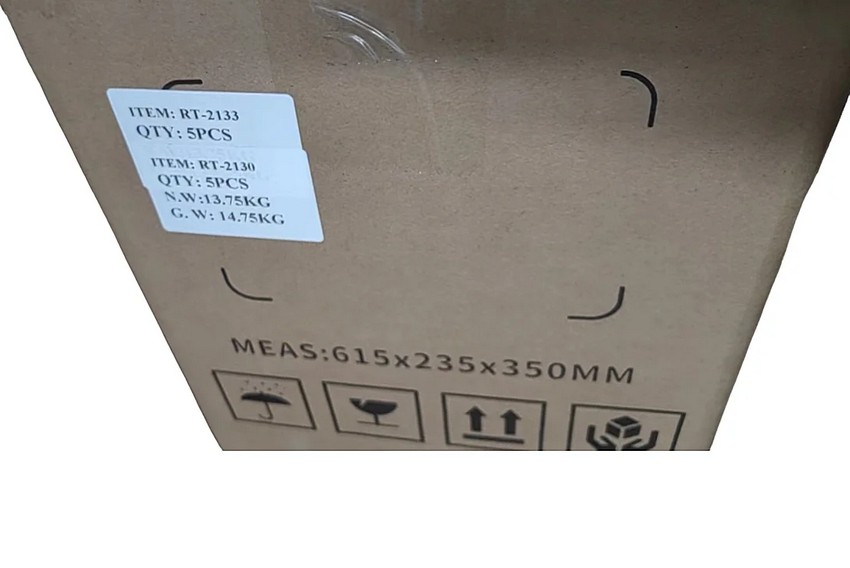 ITEM: RT-2133
QTY: 5PCS
ITEM: RT-2130
QTY: 5PCS
N.W:13.75KG
G. W: 14.75KG
MEAS:615x235x350MM